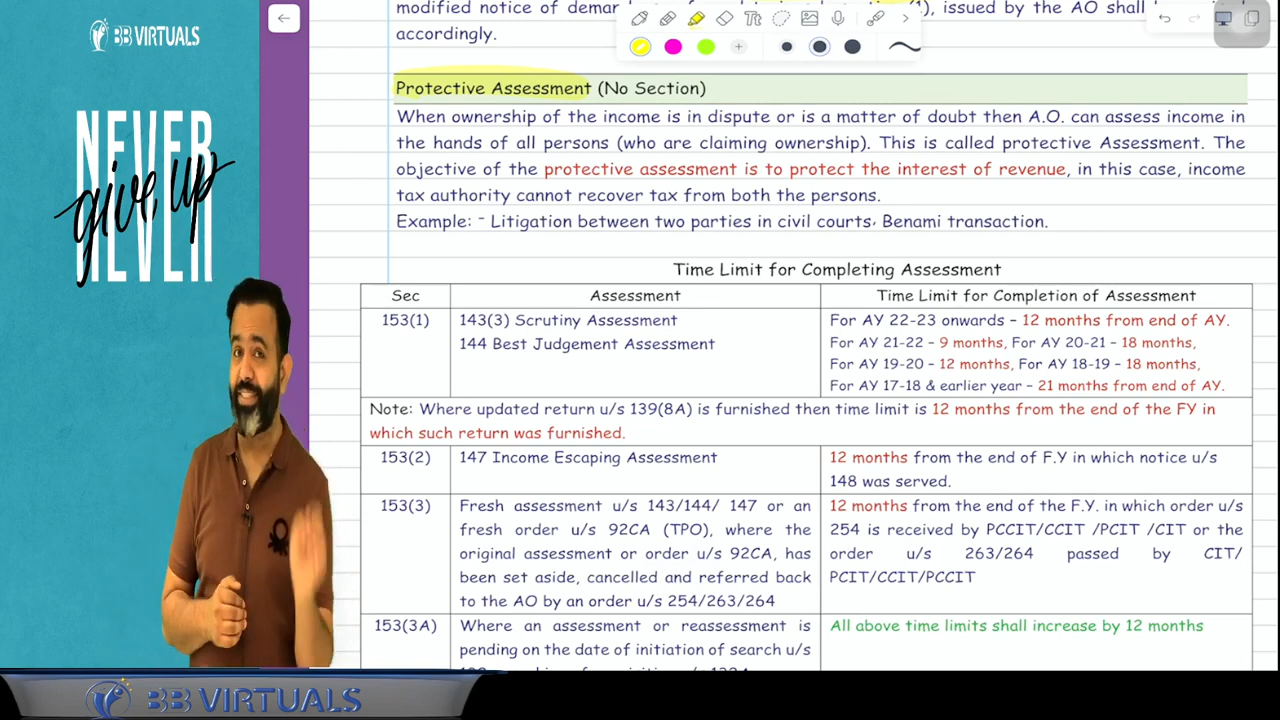 BB VIRTUALS
NEVER
give up
NEVER
modified notice of
(1), issued by the AO shall
accordingly.
Tt
Protective Assessment (No Section)
When ownership of the income is in dispute or is a matter of doubt then A.O. can assess income in
the hands of all persons (who are claiming ownership). This is called protective Assessment. The
objective of the protective assessment is to protect the interest of revenue, in this case, income
tax authority cannot recover tax from both the persons.
Example: - Litigation between two parties in civil courts, Benami transaction.
Time Limit for Completing Assessment
Sec Assessment Time Limit for Completion of Assessment
153(1) 143(3) Scrutiny Assessment For AY 22-23 onwards – 12 months from end of AY.
144 Best Judgement Assessment For AY 21-22 – 9 months, For AY 20-21 – 18 months,
For AY 19-20 – 12 months, For AY 18-19 – 18 months,
For AY 17-18 & earlier year – 21 months from end of AY.
Note: Where updated return u/s 139(8A) is furnished then time limit is 12 months from the end of the FY in
which such return was furnished.
153(2) 147 Income Escaping Assessment 12 months from the end of F.Y in which notice u/s
148 was served.
153(3) Fresh assessment u/s 143/144/ 147 or an 12 months from the end of the F.Y. in which order u/s
fresh order u/s 92CA (TPO), where the 254 is received by PCCIT/CCIT /PCIT /CIT or the
original assessment or order u/s 92CA, has order u/s 263/264 passed by CIT/
been set aside, cancelled and referred back PCIT/CCIT/PCCIT
to the AO by an order u/s 254/263/264
153(3A) Where an assessment or reassessment is All above time limits shall increase by 12 months
pending on the date of initiation of search u/s
BB VIRTUALS